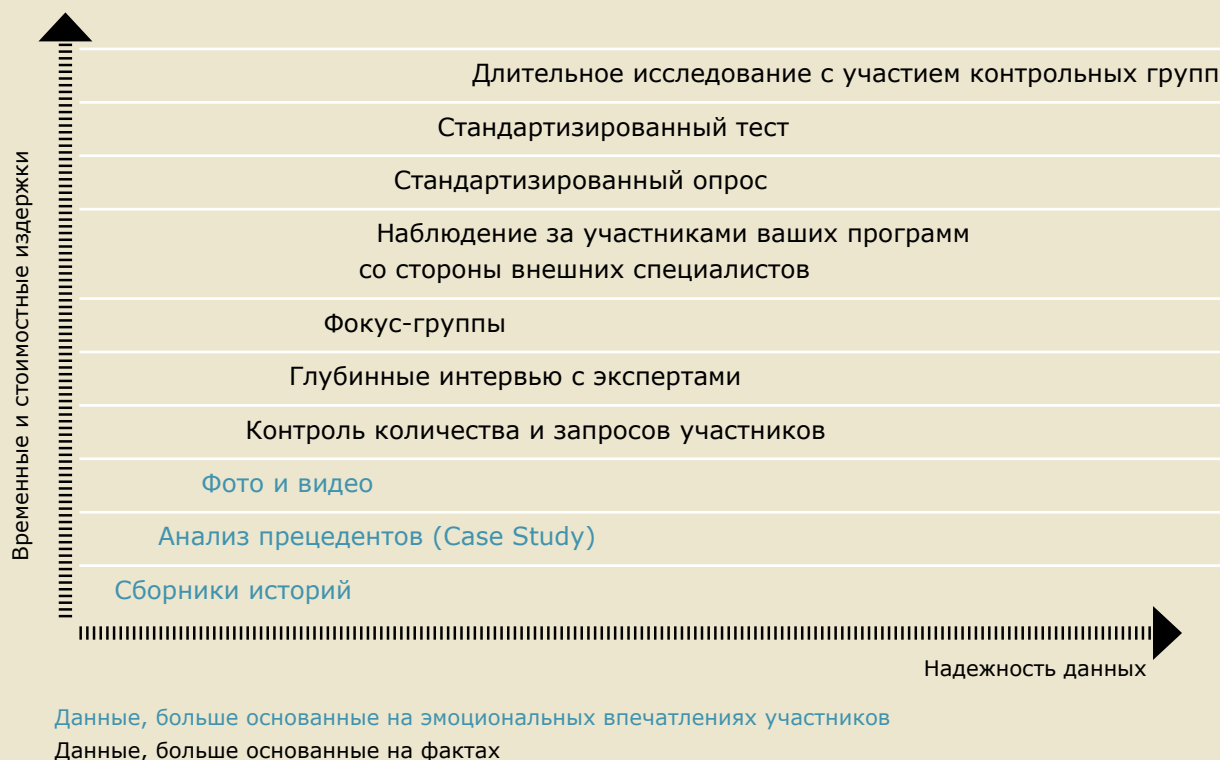 Длительное исследование с участием контрольных групп
Стандартизированный тест
Стандартизированный опрос
Наблюдение за участниками ваших программ
со стороны внешних специалистов
Фокус-группы
Глубинные интервью с экспертами
Контроль количества и запросов участников
Фото и видео
Анализ прецедентов (Case Study)
Сборники историй
Временные и стоимостные издержки
Надежность данных
Данные, больше основанные на эмоциональных впечатлениях участников
Данные, больше основанные на фактах